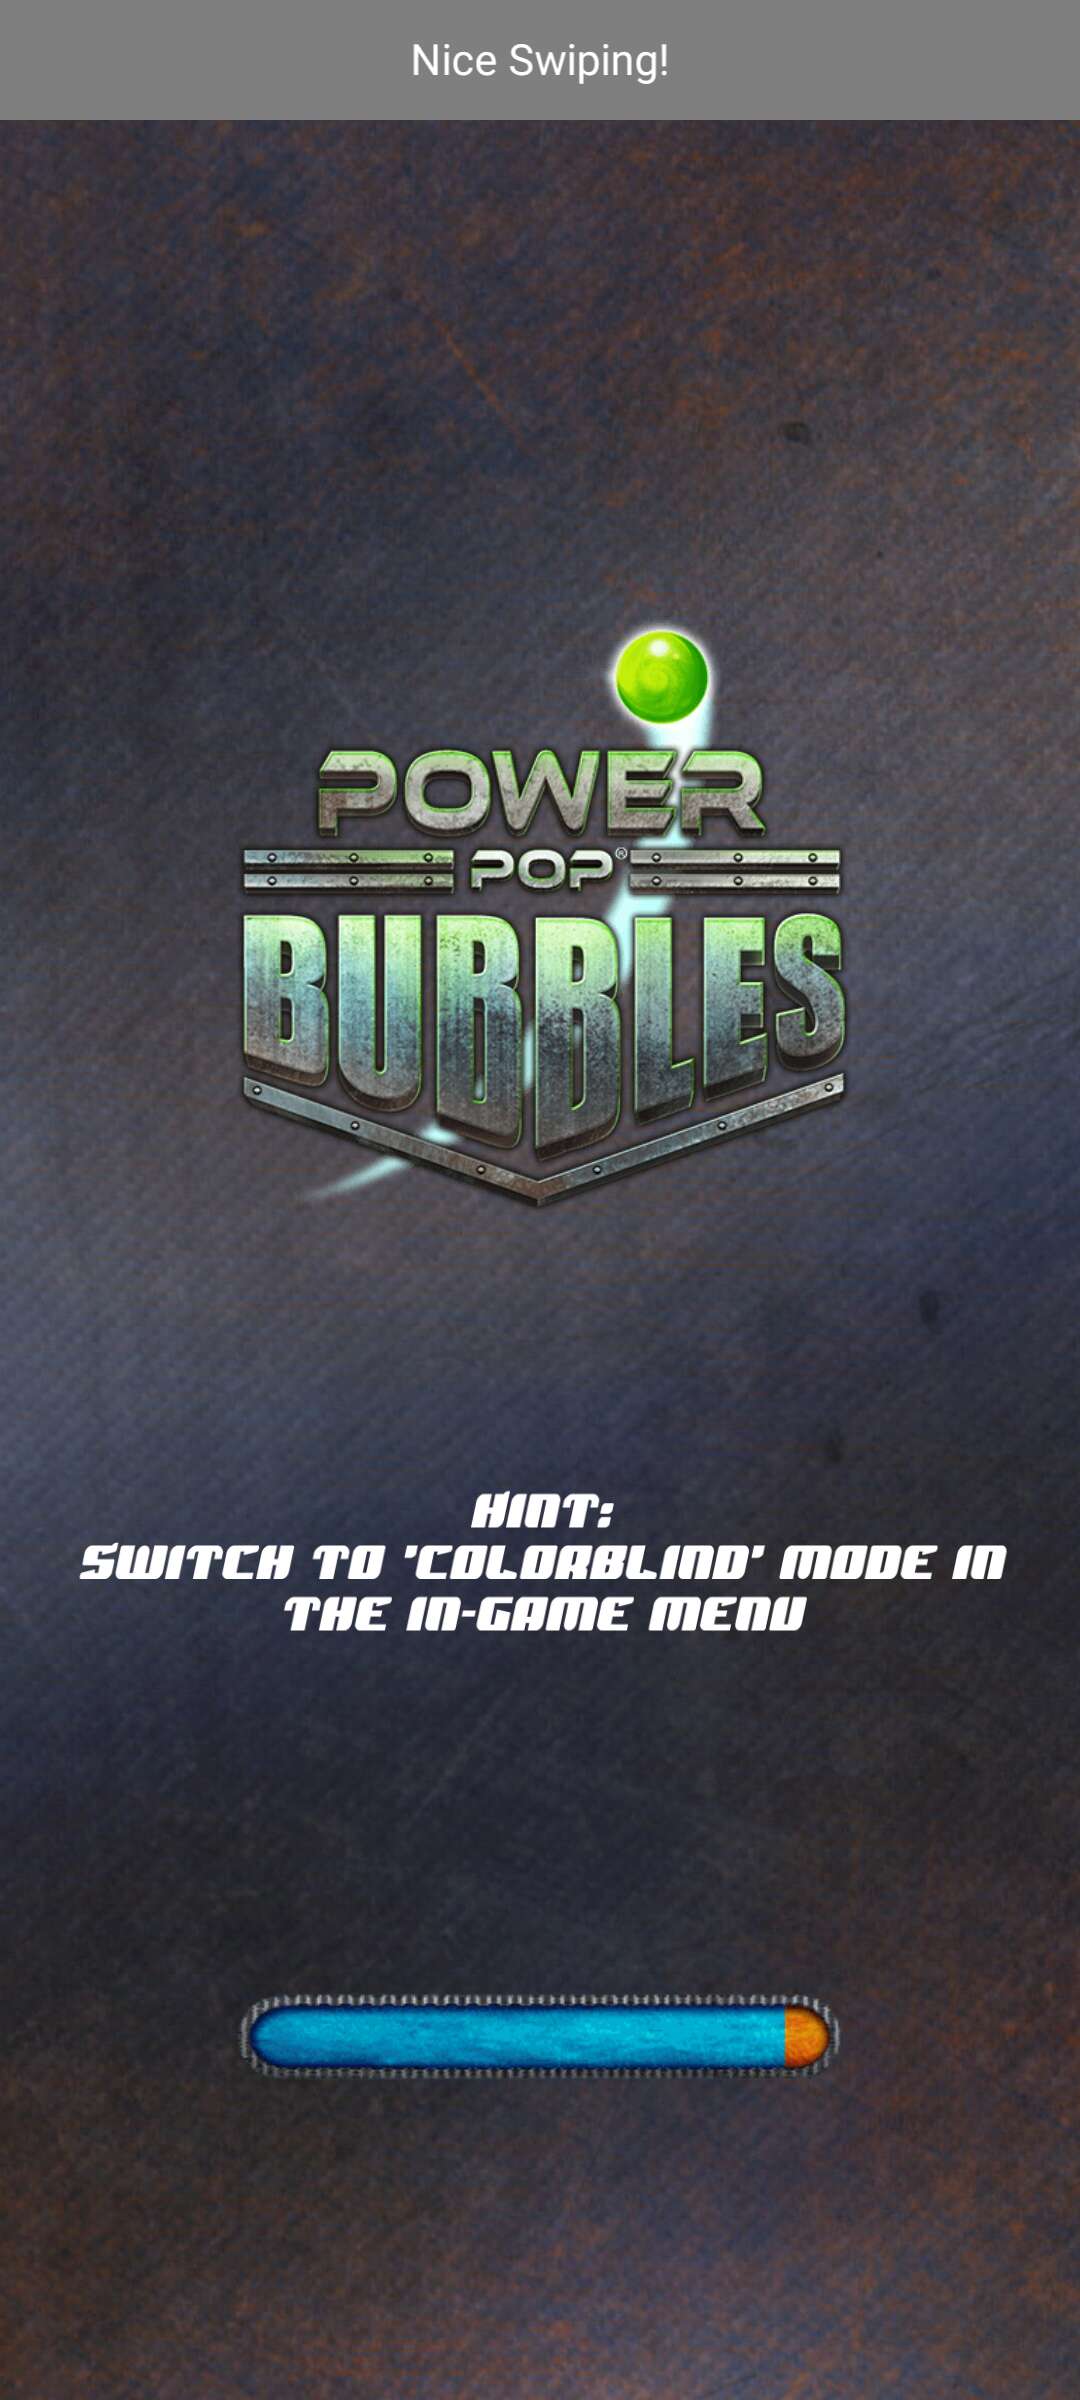 Nice Swiping!
POWER
POP®
BUBBLES
HINT:
SWITCH TO 'COLORBLIND' MODE IN
THE IN-GAME MENU